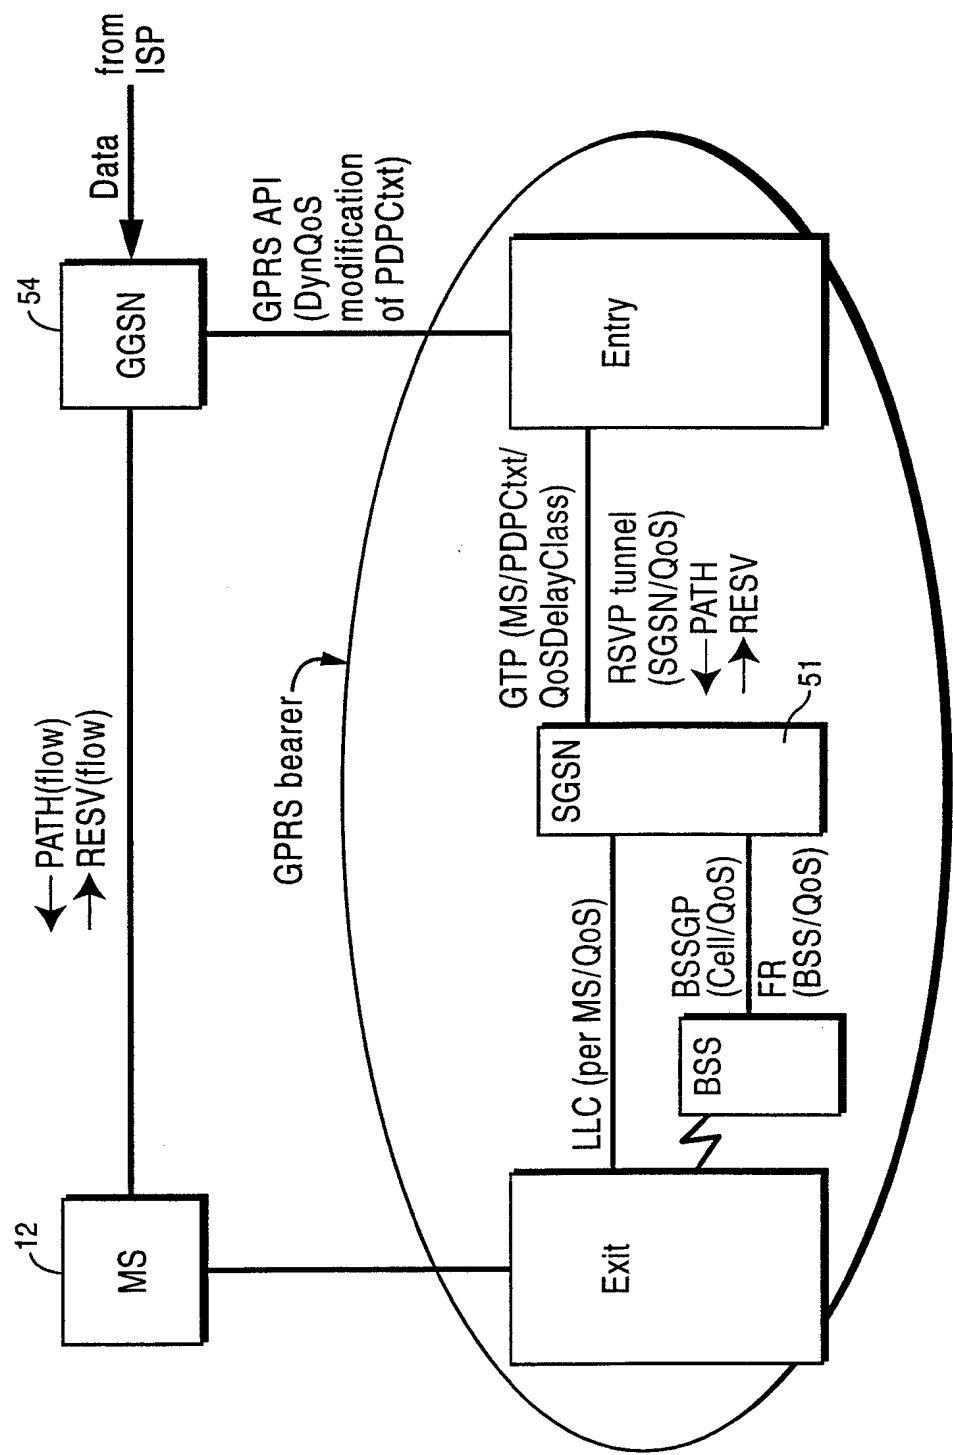 12
MS
PATH(flow)
RESV(flow)
54
GGSN
Data from
ISP
GPRS API
(DynQoS
modification
of PDPCtxt)
GPRS bearer
Exit
LLC (per MS/QoS)
BSS
BSSGP
(Cell/QoS)
FR
(BSS/QoS)
SGSN
51
GTP (MS/PDPCtxt/
QoSDelayClass)
RSVP tunnel
(SGSN/QoS)
PATH
RESV
Entry